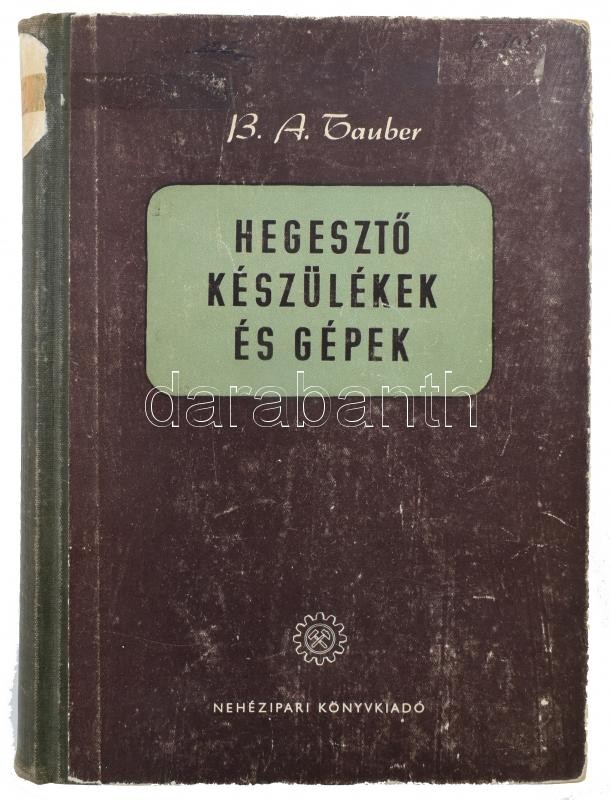 B. A. Tauber
HEGESZTŐ
KÉSZÜLÉKEK
ÉS GÉPEK
darabanth
NEHÉZIPARI KÖNYVKIADÓ